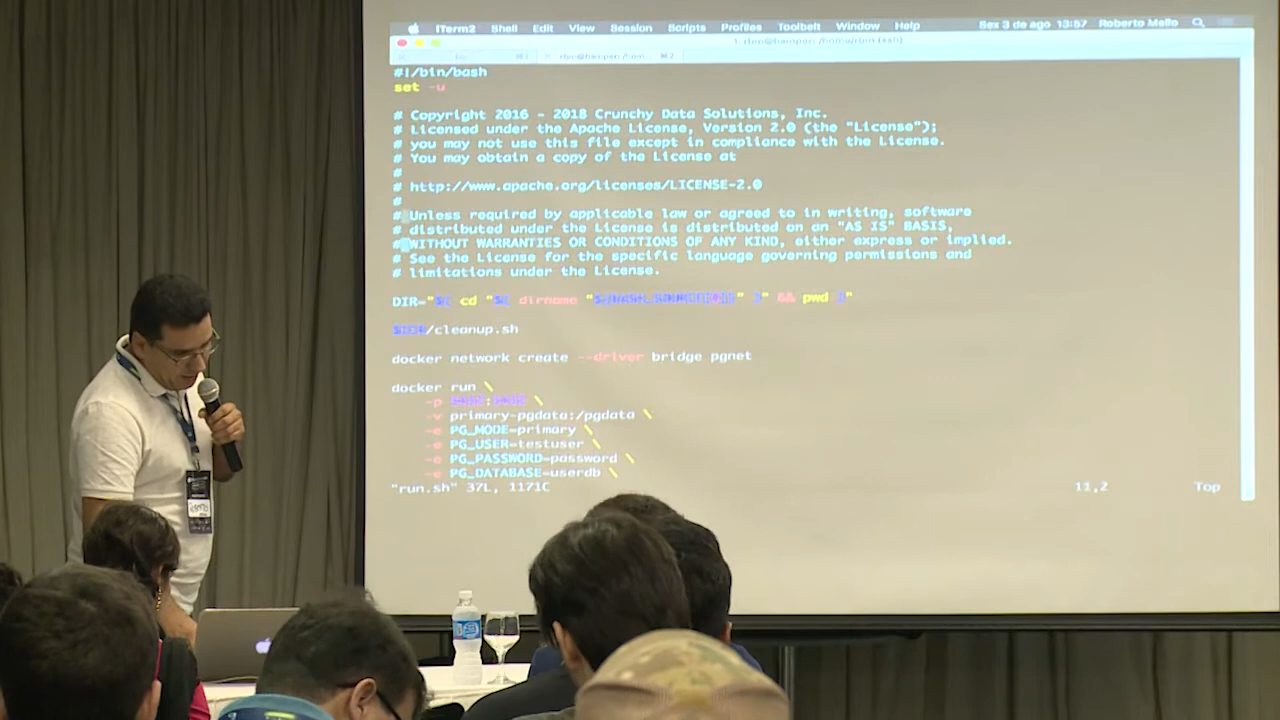 iTerm2 Shell Edit View Session Scripts Profiles Toolbelt Window Help Sex 3 de ago 13:57 Roberto Mello
1. rbm@hamper: /home/rbm (ssh)
#!/bin/bash
set -u
# Copyright 2016 - 2018 Crunchy Data Solutions, Inc.
# Licensed under the Apache License, Version 2.0 (the "License");
# you may not use this file except in compliance with the License.
# You may obtain a copy of the License at
#
# http://www.apache.org/licenses/LICENSE-2.0
#
# Unless required by applicable law or agreed to in writing, software
# distributed under the License is distributed on an "AS IS" BASIS,
# WITHOUT WARRANTIES OR CONDITIONS OF ANY KIND, either express or implied.
# See the License for the specific language governing permissions and
# limitations under the License.
DIR="$( cd "$( dirname "${BASH_SOURCE[0]}" )" && pwd )"
$DIR/cleanup.sh
docker network create --driver bridge pgnet
docker run \
-p \
-v primary-pgdata:/pgdata \
-e PG_MODE=primary \
-e PG_USER=testuser \
-e PG_PASSWORD=password \
-e PG_DATABASE=userdb \
"run.sh" 37L, 1171C 11,2 Top